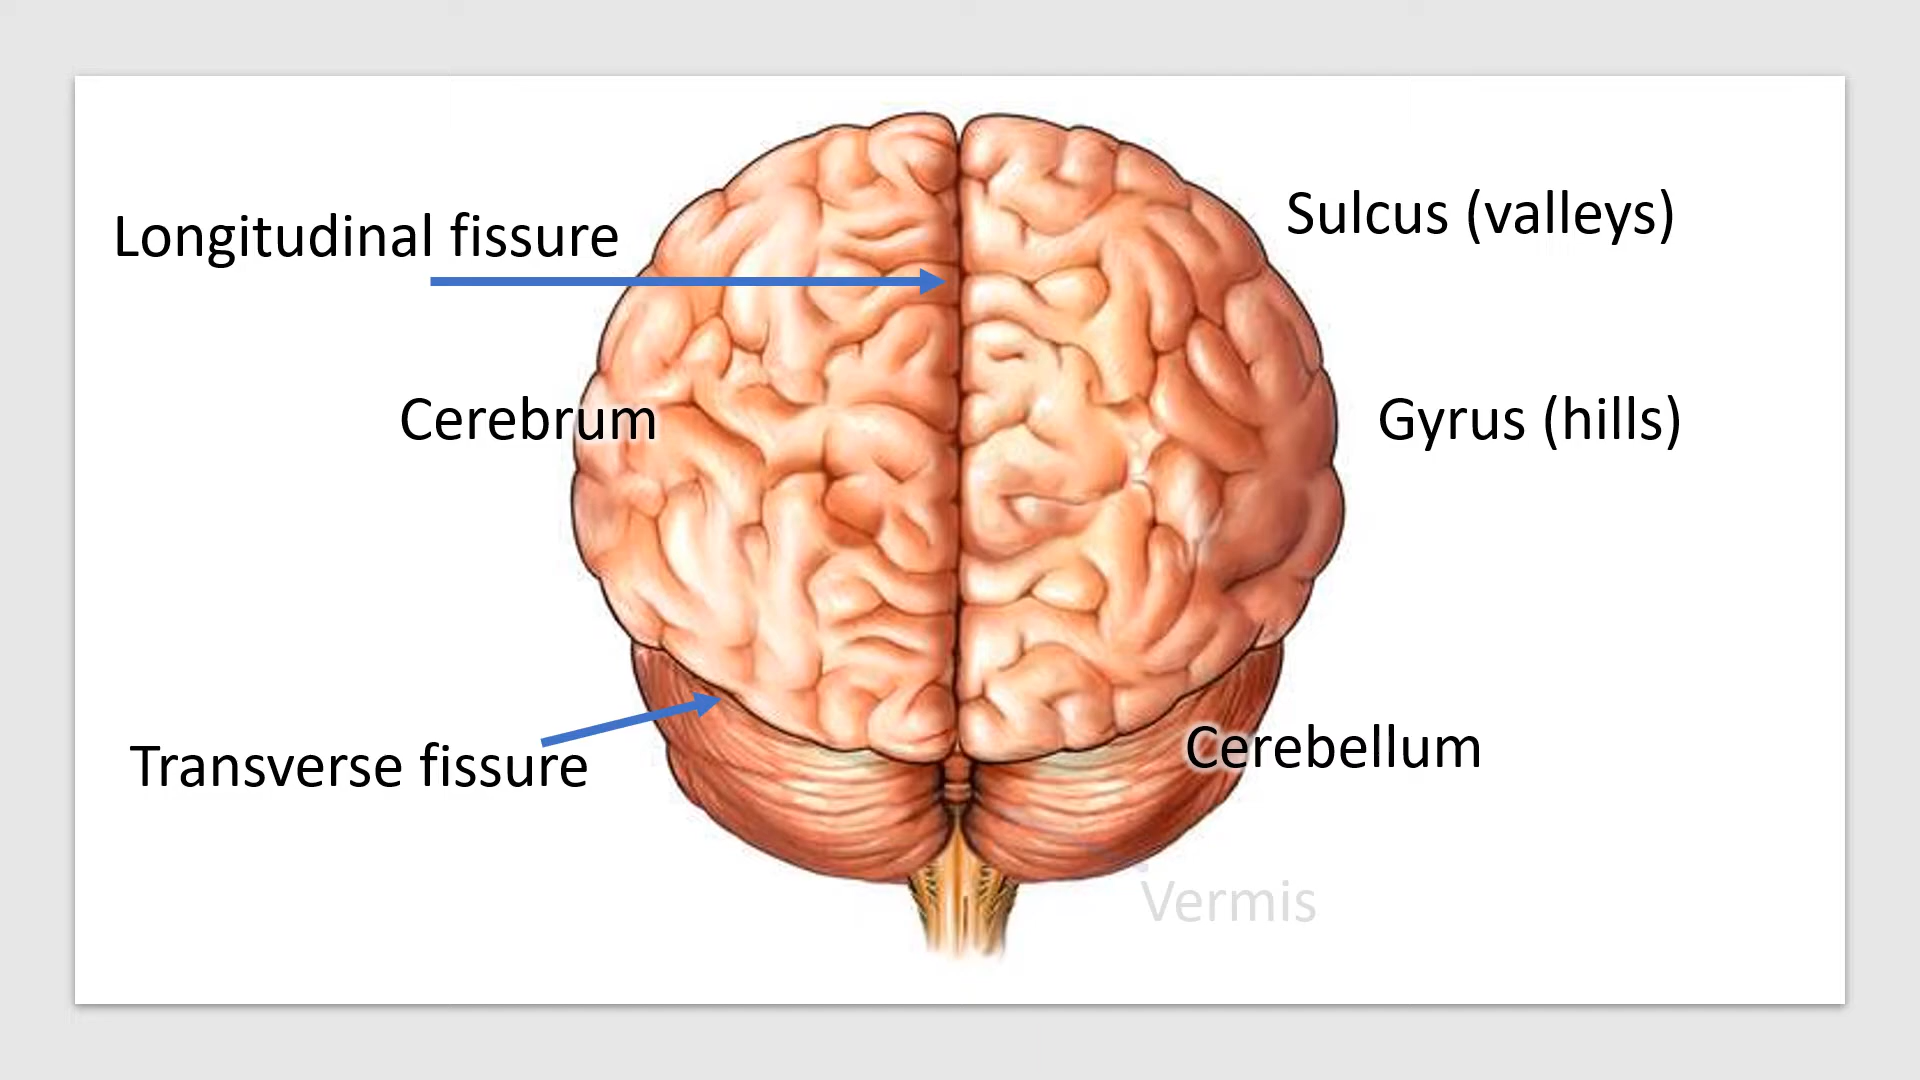 Longitudinal fissure
Sulcus (valleys)
Cerebrum
Gyrus (hills)
Transverse fissure
Cerebellum
Vermis